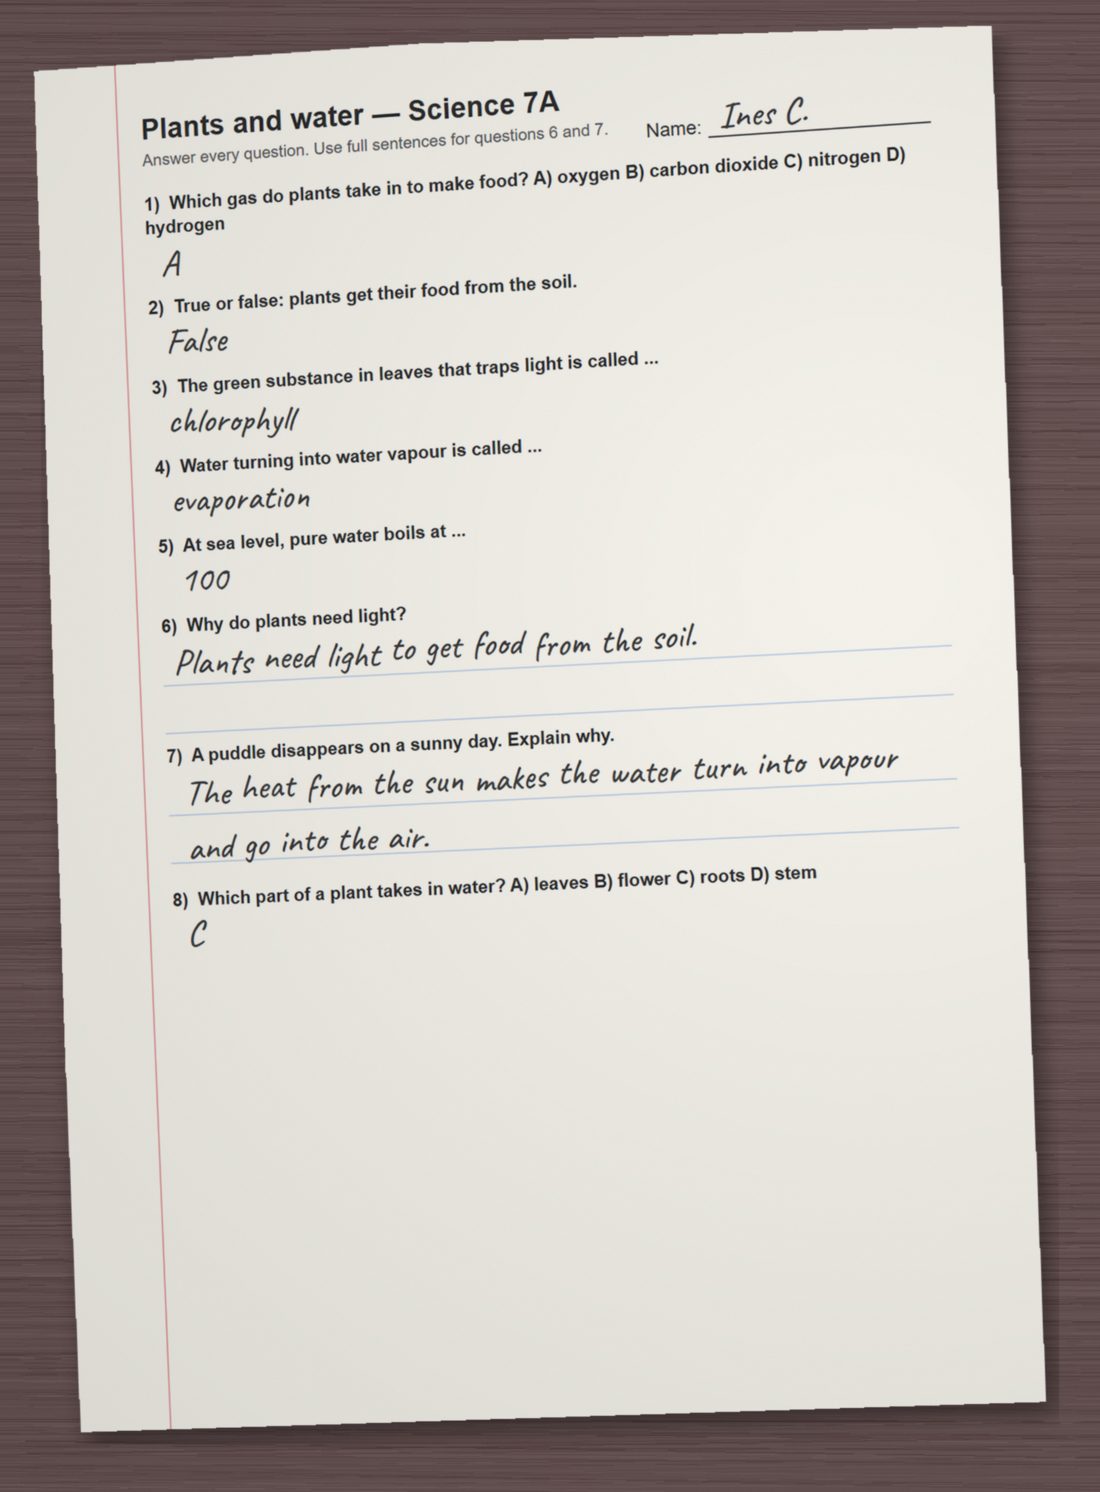 Plants and water — Science 7A
Answer every question. Use full sentences for questions 6 and 7.
Name: Ines C.
1) Which gas do plants take in to make food? A) oxygen B) carbon dioxide C) nitrogen D)
hydrogen
A
2) True or false: plants get their food from the soil.
False
3) The green substance in leaves that traps light is called ...
chlorophyll
4) Water turning into water vapour is called ...
evaporation
5) At sea level, pure water boils at ...
100
6) Why do plants need light?
Plants need light to get food from the soil.
7) A puddle disappears on a sunny day. Explain why.
The heat from the sun makes the water turn into vapour
and go into the air.
8) Which part of a plant takes in water? A) leaves B) flower C) roots D) stem
C